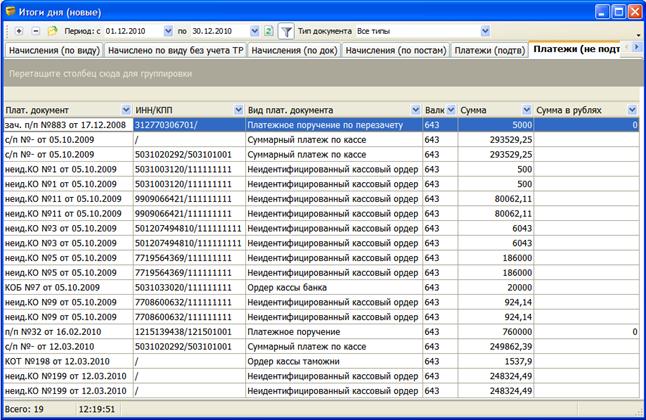 Итоги дня (новые)
Период: с 01.12.2010 по 30.12.2010 Тип документа Все типы
Начисления (по виду) Начислено по виду без учета ТР Начисления (по док) Начисления (по постам) Платежи (подтв) Платежи (не подт
Перетащите столбец сюда для группировки
Плат. документ ИНН/КПП Вид плат. документа Валю Сумма Сумма в рублях
зач. п/п №883 от 17.12.2008 312770306701/ Платежное поручение по перезачету 643 5000 0
с/п №- от 05.10.2009 / Суммарный платеж по кассе 643 293529,25
с/п №- от 05.10.2009 5031020292/503101001 Суммарный платеж по кассе 643 293529,25
неид.КО №1 от 05.10.2009 5031003120/111111111 Неидентифицированный кассовый ордер 643 500
неид.КО №1 от 05.10.2009 5031003120/111111111 Неидентифицированный кассовый ордер 643 500
неид.КО №11 от 05.10.2009 9909066421/111111111 Неидентифицированный кассовый ордер 643 80062,11
неид.КО №11 от 05.10.2009 9909066421/111111111 Неидентифицированный кассовый ордер 643 80062,11
неид.КО №3 от 05.10.2009 501207494810/111111111 Неидентифицированный кассовый ордер 643 6043
неид.КО №3 от 05.10.2009 501207494810/111111111 Неидентифицированный кассовый ордер 643 6043
неид.КО №5 от 05.10.2009 7719564369/111111111 Неидентифицированный кассовый ордер 643 186000
неид.КО №5 от 05.10.2009 7719564369/111111111 Неидентифицированный кассовый ордер 643 186000
КОБ №97 от 05.10.2009 5031033020/111111111 Ордер кассы банка 643 20000
неид.КО №9 от 05.10.2009 7708600632/111111111 Неидентифицированный кассовый ордер 643 924,14
неид.КО №9 от 05.10.2009 7708600632/111111111 Неидентифицированный кассовый ордер 643 924,14
п/п №32 от 16.02.2010 1215139438/121501001 Платежное поручение 643 760000 0
с/п №- от 12.03.2010 5031020292/503101001 Суммарный платеж по кассе 643 249862,39
КОТ №198 от 12.03.2010 / Ордер кассы таможни 643 1537,9
неид.КО №199 от 12.03.2010 / Неидентифицированный кассовый ордер 643 248324,49
неид.КО №199 от 12.03.2010 / Неидентифицированный кассовый ордер 643 248324,49
Всего: 19 12:19:51